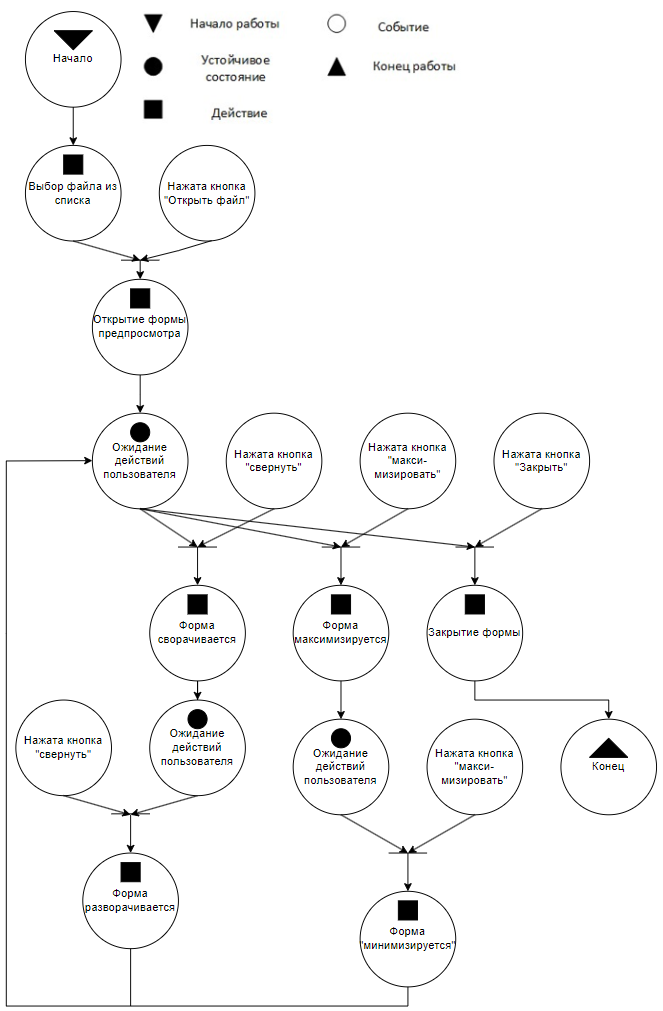 Начало
Начало работы
Событие
Устойчивое
состояние
Конец работы
Действие
Выбор файла из
списка
Нажата кнопка
"Открыть файл"
Открытие формы
предпросмотра
Ожидание
действий
пользователя
Нажата кнопка
"свернуть"
Нажата кнопка
"макси-
мизировать"
Нажата кнопка
"Закрыть"
Форма
сворачивается
Форма
максимизируется
Закрытие формы
Нажата кнопка
"свернуть"
Ожидание
действий
пользователя
Ожидание
действий
пользователя
Нажата кнопка
"макси-
мизировать"
Конец
Форма
разворачивается
Форма
"минимизируется"